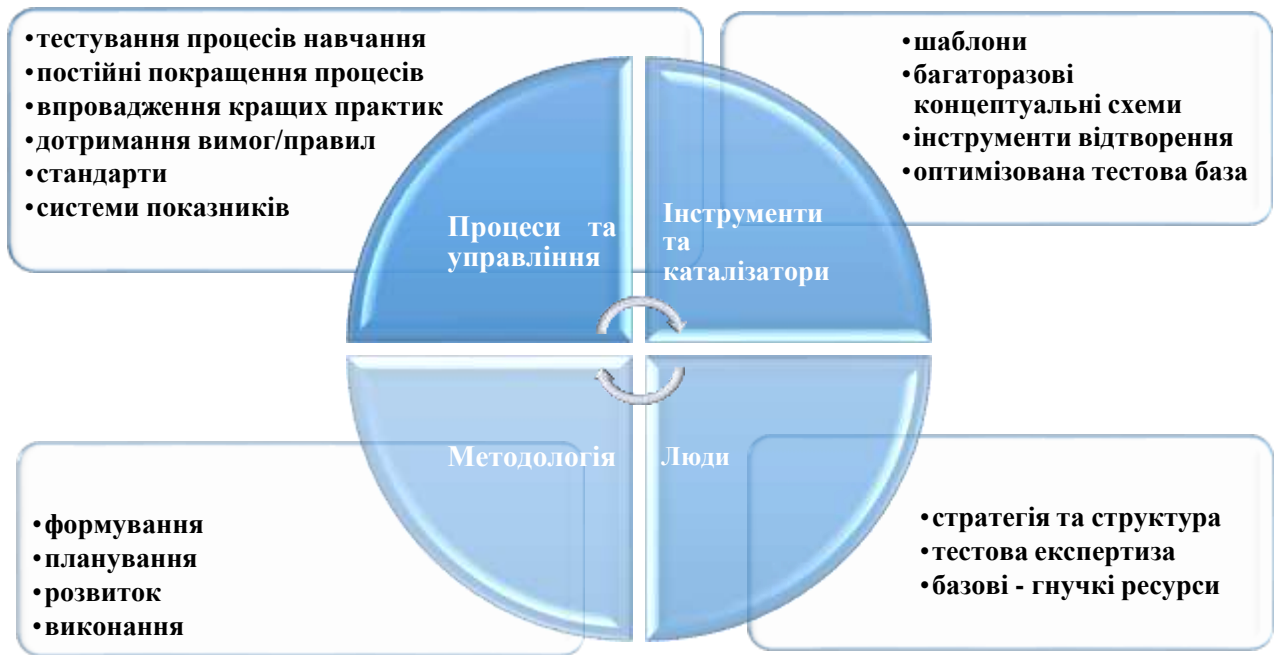 •тестування процесів навчання
•постійні покращення процесів
•впровадження кращих практик
•дотримання вимог/правил
•стандарти
•системи показників
•шаблони
•багаторазові
концептуальні схеми
•інструменти відтворення
•оптимізована тестова база
Процеси та
управління
Інструменти
та
каталізатори
Методологія
Люди
•формування
•планування
•розвиток
•виконання
•стратегія та структура
•тестова експертиза
•базові - гнучкі ресурси